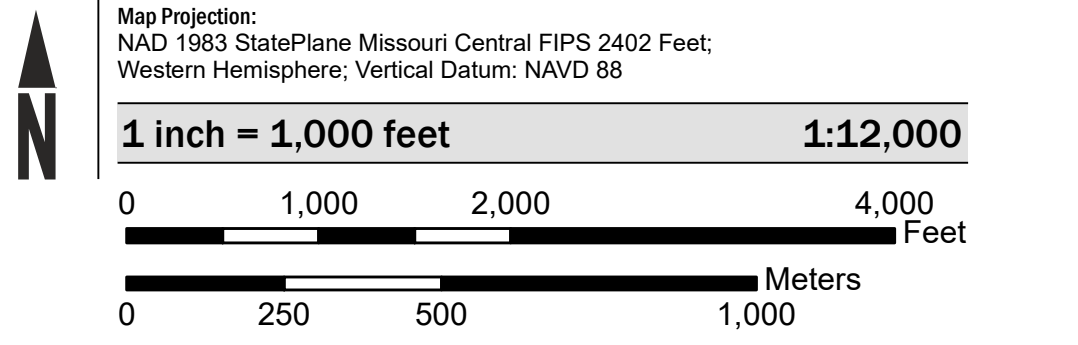 N
Map Projection:
NAD 1983 StatePlane Missouri Central FIPS 2402 Feet;
Western Hemisphere; Vertical Datum: NAVD 88
1 inch = 1,000 feet 1:12,000
0 1,000 2,000 4,000
Feet
Meters
0 250 500 1,000